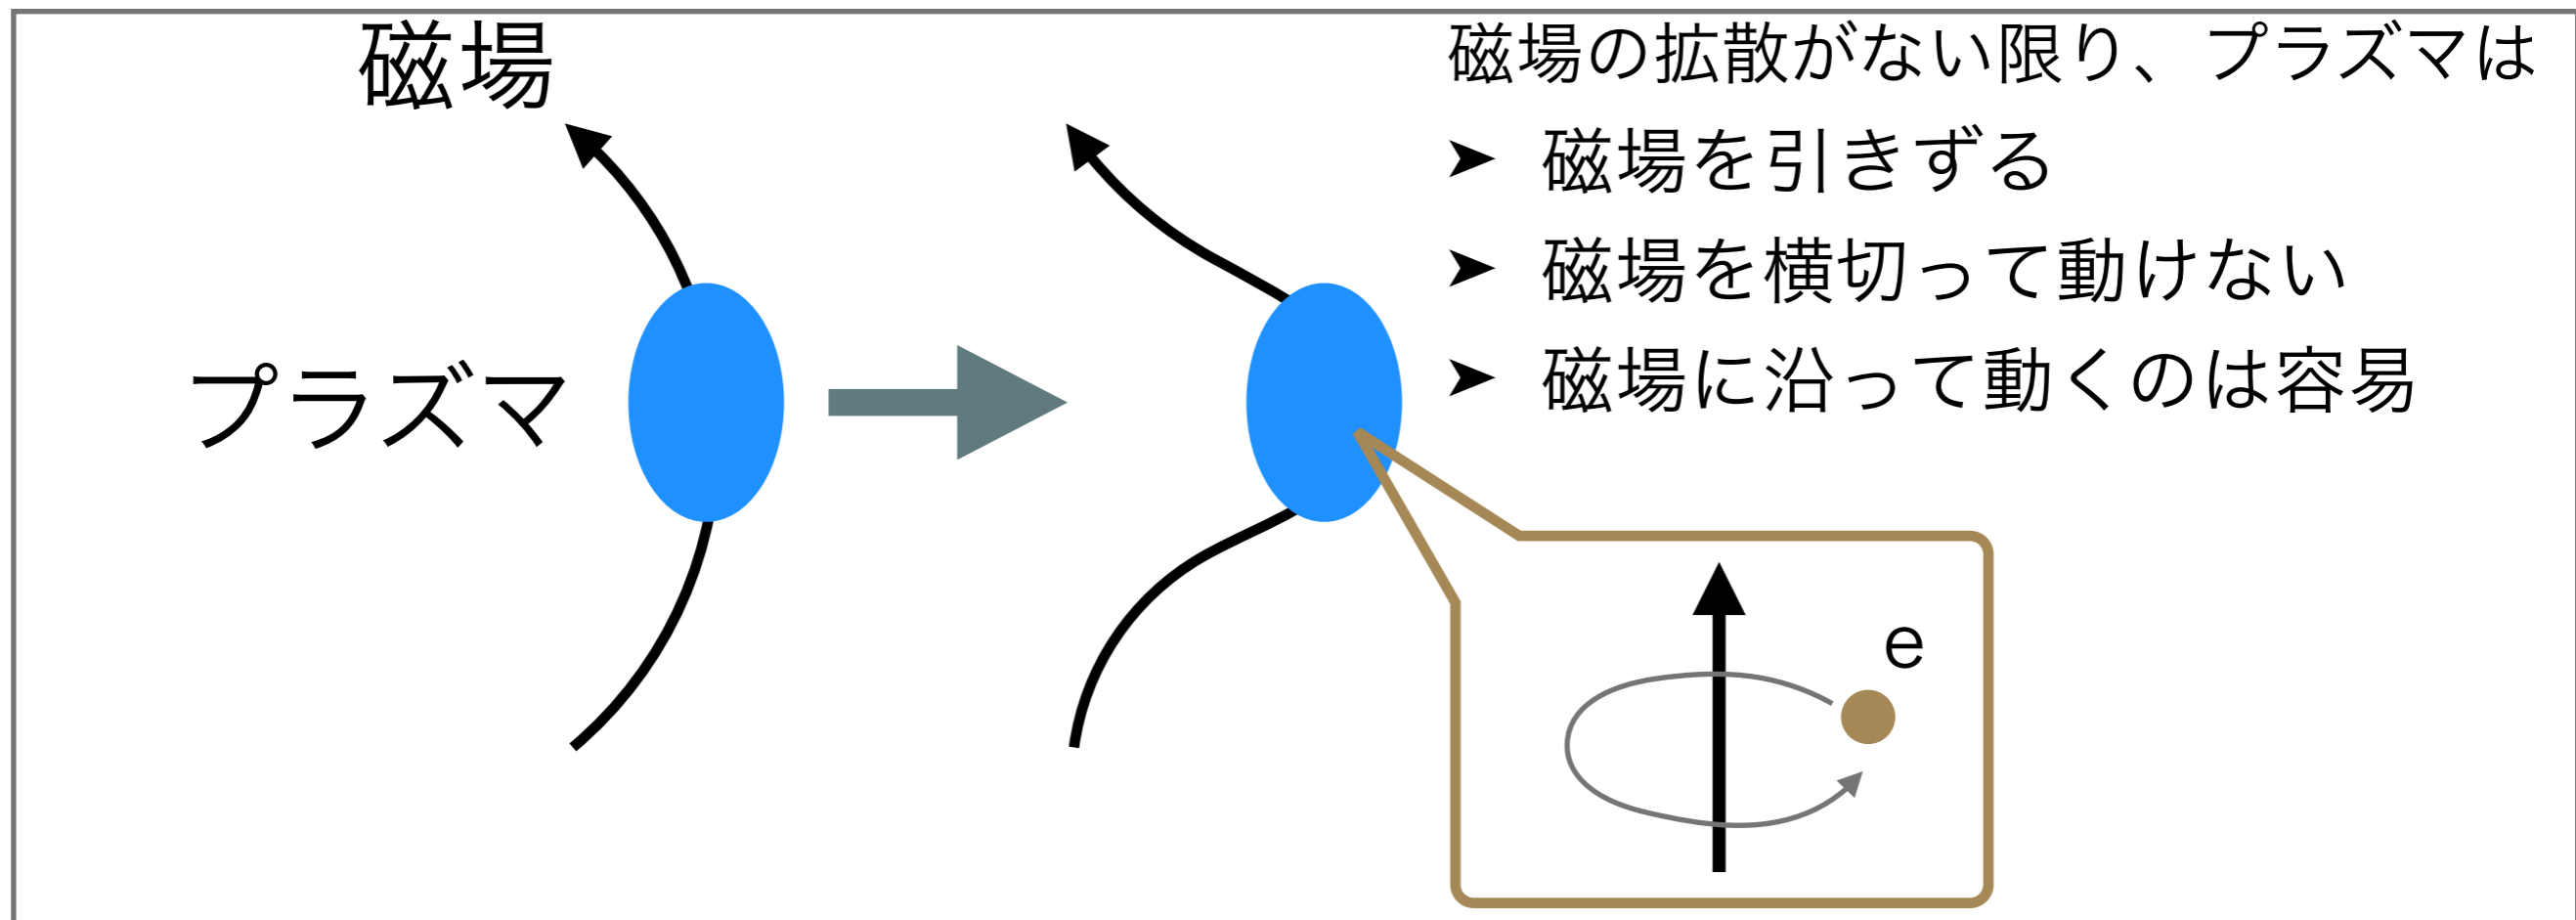 磁場
プラズマ
磁場の拡散がない限り、プラズマは
➤ 磁場を引きずる
➤ 磁場を横切って動けない
➤ 磁場に沿って動くのは容易
e